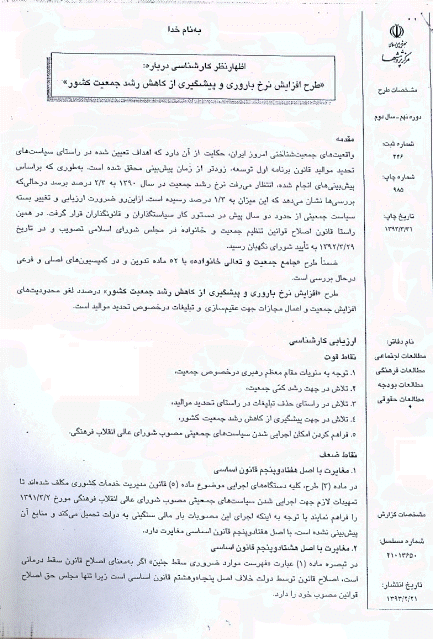 به‌نام خدا
اظهارنظر کارشناسی درباره:
«طرح افزایش نرخ باروری و پیشگیری از کاهش رشد جمعیت کشور»
مقدمه
واقعیت‌های جمعیت‌شناختی امروز ایران، حکایت از آن دارد که اهداف تعیین شده در راستای سیاست‌های
تحدید موالید قانون برنامه اول توسعه، زودتر از زمان پیش‌بینی محقق شده است. به‌طوری که براساس
پیش‌بینی‌های انجام شده، انتظار می‌رفت نرخ رشد جمعیت در سال ۱۳۹۰ به ۲/۳ درصد برسد درحالی‌که
بررسی‌ها نشان می‌دهد که این میزان به ۱/۳ درصد رسیده است. ازاین‌رو ضرورت ارزیابی و تغییر بسته
سیاست جمعیتی از حدود دو سال پیش در دستور کار سیاستگذاران و قانونگذاران قرار گرفت. در همین
راستا قانون اصلاح قوانین تنظیم جمعیت و خانواده در مجلس شورای اسلامی تصویب و در تاریخ
۱۳۹۲/۳/۲۹ به تأیید شورای نگهبان رسید.
ضمناً طرح «جامع جمعیت و تعالی خانواده» با ۵۲ ماده تدوین و در کمیسیون‌های اصلی و فرعی
درحال بررسی است.
طرح «افزایش نرخ باروری و پیشگیری از کاهش رشد جمعیت کشور» درصدد لغو محدودیت‌های
افزایش جمعیت و اعمال مجازات جهت عقیم‌سازی و تبلیغات درخصوص تحدید موالید است.
ارزیابی کارشناسی
نقاط قوت
۱. توجه به منویات مقام معظم رهبری درخصوص جمعیت،
۲. تلاش در جهت رشد کمّی جمعیت،
۳. تلاش در راستای حذف تبلیغات در راستای تحدید موالید،
۴. تلاش در جهت پیشگیری از کاهش رشد جمعیت کشور،
۵. فراهم کردن امکان اجرایی شدن سیاست‌های جمعیتی مصوب شورای عالی انقلاب فرهنگی.
نقاط ضعف
۱. مغایرت با اصل هفتادوپنجم قانون اساسی
در ماده (۳) طرح، کلیه دستگاه‌های اجرایی موضوع ماده (۵) قانون مدیریت خدمات کشوری مکلف شده‌اند تا
تمهیدات لازم جهت اجرایی شدن سیاست‌های جمعیتی مصوب شورای عالی انقلاب فرهنگی مورخ ۱۳۹۱/۳/۲
را فراهم نمایند با توجه به اینکه اجرای این مصوبات بار مالی سنگینی به دولت تحمیل می‌کند و منابع آن
پیش‌بینی نشده است، با اصل هفتادوپنجم قانون اساسی مغایرت دارد.
۲. مغایرت با اصل هشتادوپنجم قانون اساسی
در تبصره ماده (۱) عبارت «فهرست موارد ضروری سقط جنین» اگر به‌معنای اصلاح قانون سقط درمانی
است، اصلاح قانون توسط دولت خلاف اصل پنجاه‌وهشتم قانون اساسی است زیرا تنها مجلس حق اصلاح
قوانین مصوب خود را دارد.
۱
مشخصات طرح
دوره نهم ـ سال دوم
شماره ثبت:
۴۴۶
شماره چاپ:
۹۸۵
تاریخ چاپ:
۱۳۹۲/۳/۳۱
نام دفاتر:
مطالعات اجتماعی
مطالعات فرهنگی
مطالعات بودجه
مطالعات حقوقی
مشخصات گزارش
شماره مسلسل:
۲۱۰۱۳۶۵۰
تاریخ انتشار:
۱۳۹۳/۲/۲۱